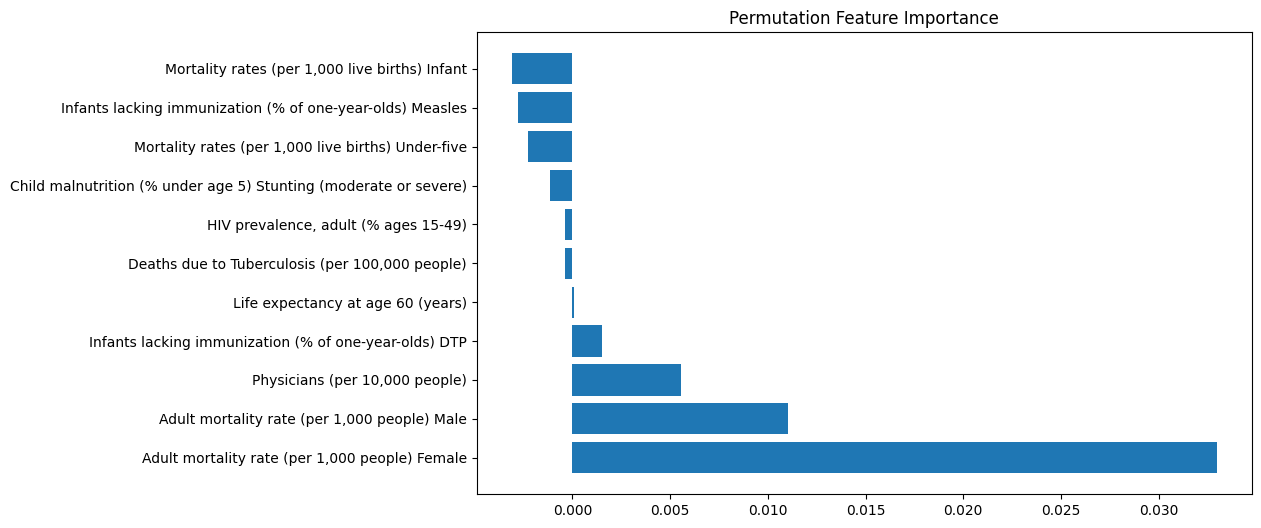 Permutation Feature Importance
Mortality rates (per 1,000 live births) Infant
Infants lacking immunization (% of one-year-olds) Measles
Mortality rates (per 1,000 live births) Under-five
Child malnutrition (% under age 5) Stunting (moderate or severe)
HIV prevalence, adult (% ages 15-49)
Deaths due to Tuberculosis (per 100,000 people)
Life expectancy at age 60 (years)
Infants lacking immunization (% of one-year-olds) DTP
Physicians (per 10,000 people)
Adult mortality rate (per 1,000 people) Male
Adult mortality rate (per 1,000 people) Female
0.000 0.005 0.010 0.015 0.020 0.025 0.030